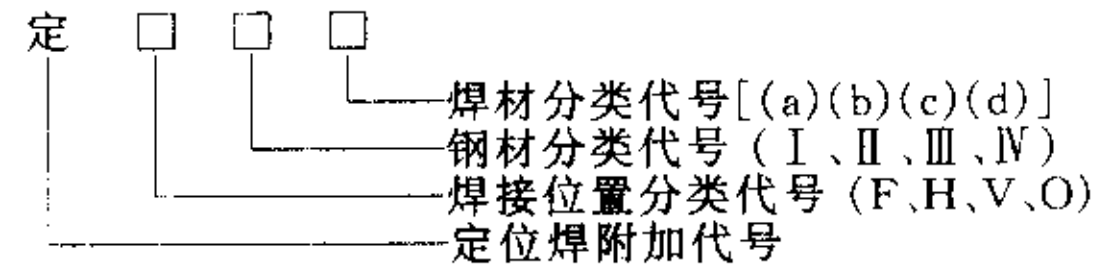 定 □ □ □
焊材分类代号[(a)(b)(c)(d)]
钢材分类代号(Ⅰ、Ⅱ、Ⅲ、Ⅳ)
焊接位置分类代号(F、H、V、O)
定位焊附加代号